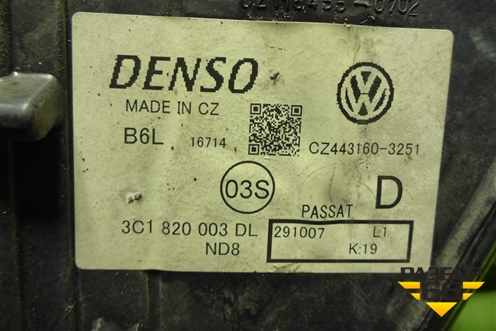 DENSO
MADE IN CZ
B6L 16714
CZ443160-3251
03S
D
PASSAT
3C1 820 003 DL
291007 L1
ND8
K:19